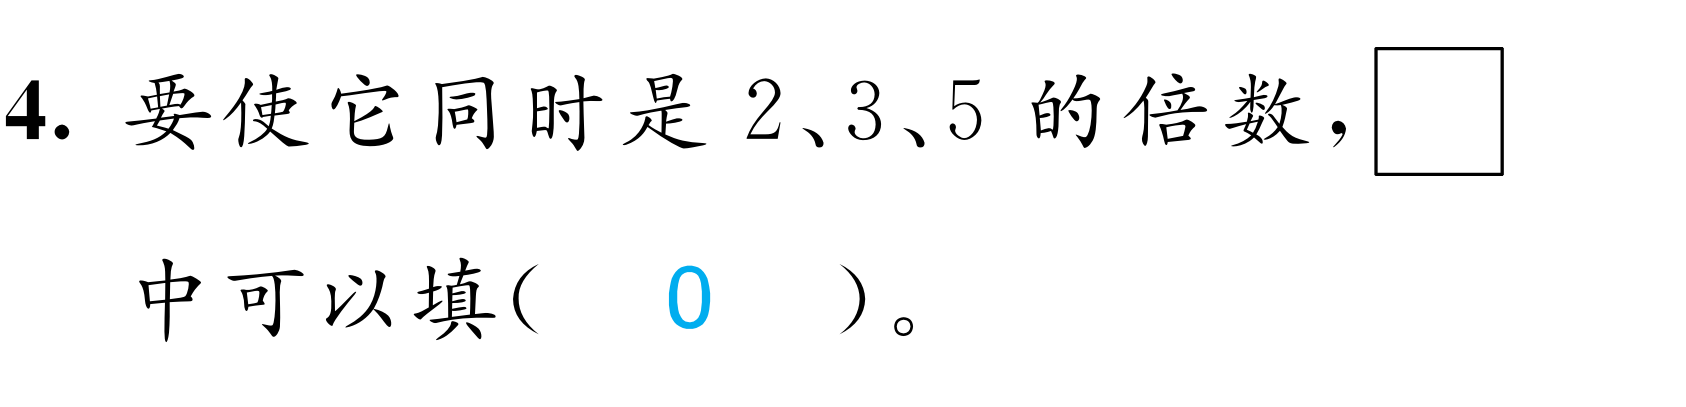 4. 要使它同时是 2、3、5 的倍数，□
中可以填( 0 )。